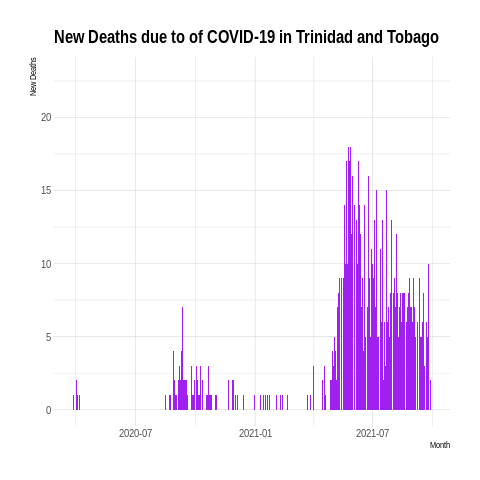 New Deaths due to of COVID-19 in Trinidad and Tobago
New Deaths
20
15
10
5
0
2020-07 2021-01 2021-07
Month